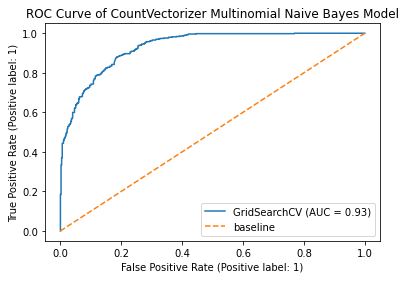 ROC Curve of CountVectorizer Multinomial Naive Bayes Model
1.0
0.8
0.6
0.4
0.2
0.0
True Positive Rate (Positive label: 1)
GridSearchCV (AUC = 0.93)
baseline
0.0 0.2 0.4 0.6 0.8 1.0
False Positive Rate (Positive label: 1)